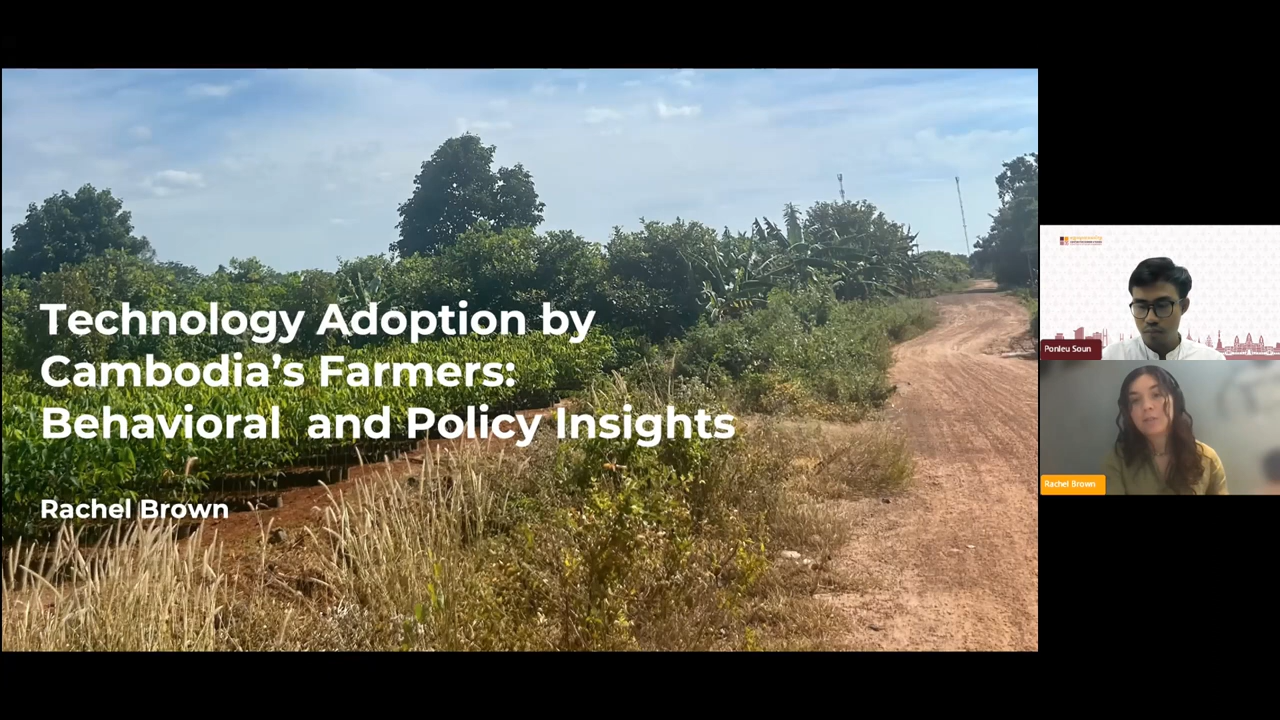 Technology Adoption by
Cambodia's Farmers:
Behavioral and Policy Insights
Rachel Brown
Ponleu Soun
Rachel Brown